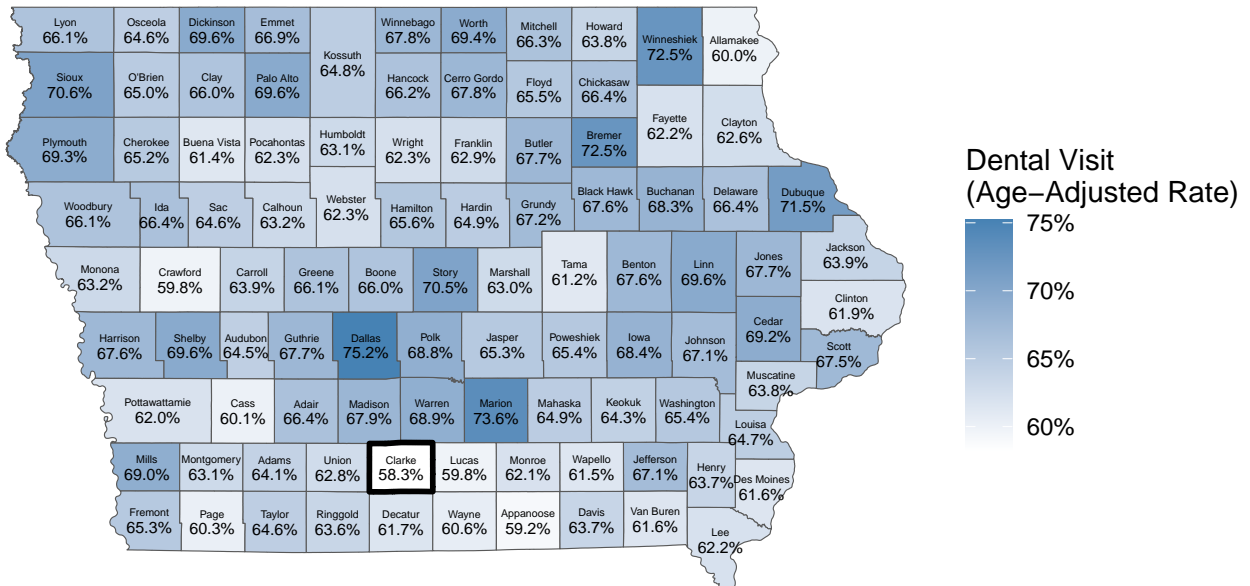 Lyon
66.1%
Osceola
64.6%
Dickinson
69.6%
Emmet
66.9%
Kossuth
64.8%
Winnebago
67.8%
Worth
69.4%
Mitchell
66.3%
Howard
63.8%
Winneshiek
72.5%
Allamakee
60.0%
Sioux
70.6%
O'Brien
65.0%
Clay
66.0%
Palo Alto
69.6%
Hancock
66.2%
Cerro Gordo
67.8%
Floyd
65.5%
Chickasaw
66.4%
Fayette
62.2%
Clayton
62.6%
Plymouth
69.3%
Cherokee
65.2%
Buena Vista
61.4%
Pocahontas
62.3%
Humboldt
63.1%
Wright
62.3%
Franklin
62.9%
Butler
67.7%
Bremer
72.5%
Woodbury
66.1%
Ida
66.4%
Sac
64.6%
Calhoun
63.2%
Webster
62.3%
Hamilton
65.6%
Hardin
64.9%
Grundy
67.2%
Black Hawk
67.6%
Buchanan
68.3%
Delaware
66.4%
Dubuque
71.5%
Monona
63.2%
Crawford
59.8%
Carroll
63.9%
Greene
66.1%
Boone
66.0%
Story
70.5%
Marshall
63.0%
Tama
61.2%
Benton
67.6%
Linn
69.6%
Jones
67.7%
Jackson
63.9%
Clinton
61.9%
Harrison
67.6%
Shelby
69.6%
Audubon
64.5%
Guthrie
67.7%
Dallas
75.2%
Polk
68.8%
Jasper
65.3%
Poweshiek
65.4%
Iowa
68.4%
Johnson
67.1%
Cedar
69.2%
Scott
67.5%
Muscatine
63.8%
Pottawattamie
62.0%
Cass
60.1%
Adair
66.4%
Madison
67.9%
Warren
68.9%
Marion
73.6%
Mahaska
64.9%
Keokuk
64.3%
Washington
65.4%
Louisa
64.7%
Mills
69.0%
Montgomery
63.1%
Adams
64.1%
Union
62.8%
Clarke
58.3%
Lucas
59.8%
Monroe
62.1%
Wapello
61.5%
Jefferson
67.1%
Henry
63.7%
Des Moines
61.6%
Fremont
65.3%
Page
60.3%
Taylor
64.6%
Ringgold
63.6%
Decatur
61.7%
Wayne
60.6%
Appanoose
59.2%
Davis
63.7%
Van Buren
61.6%
Lee
62.2%
Dental Visit
(Age−Adjusted Rate)
75%
70%
65%
60%